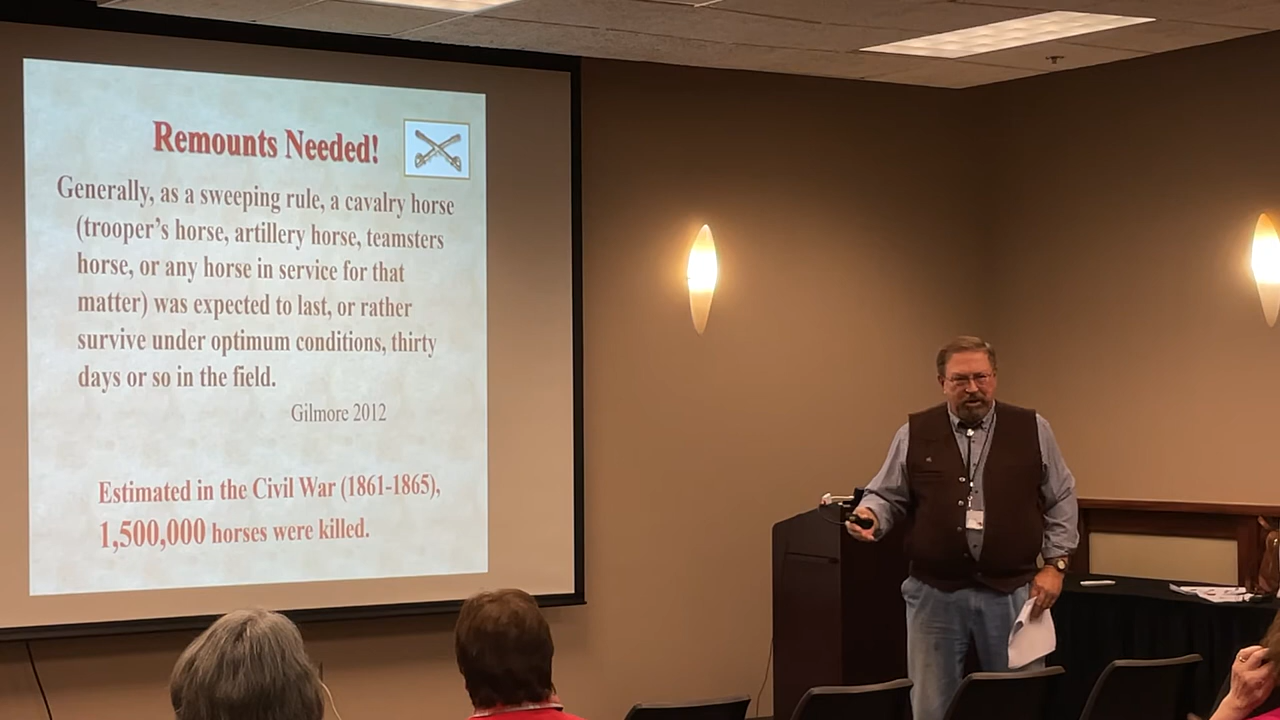 Remounts Needed!
Generally, as a sweeping rule, a cavalry horse
(trooper's horse, artillery horse, teamsters
horse, or any horse in service for that
matter) was expected to last, or rather
survive under optimum conditions, thirty
days or so in the field.
Gilmore 2012
Estimated in the Civil War (1861-1865),
1,500,000 horses were killed.